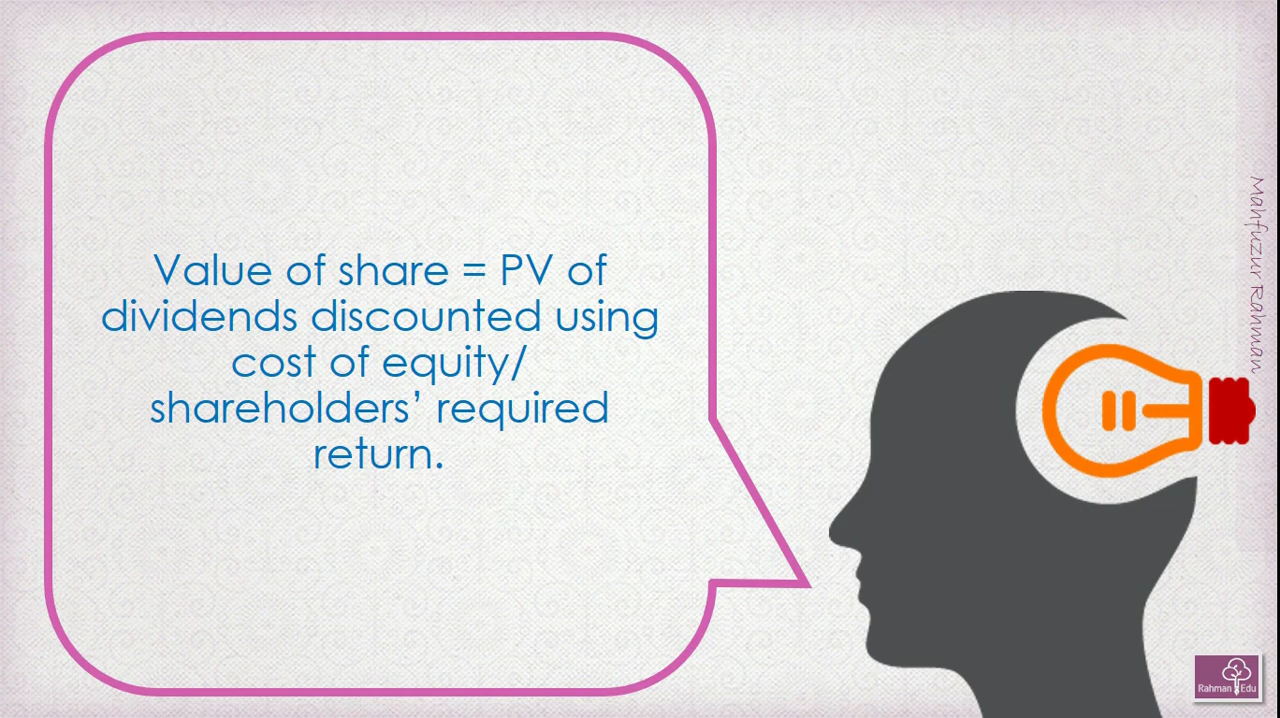 Value of share = PV of
dividends discounted using
cost of equity/
shareholders’ required
return.
Mahfuzur Rahman
Rahman Edu